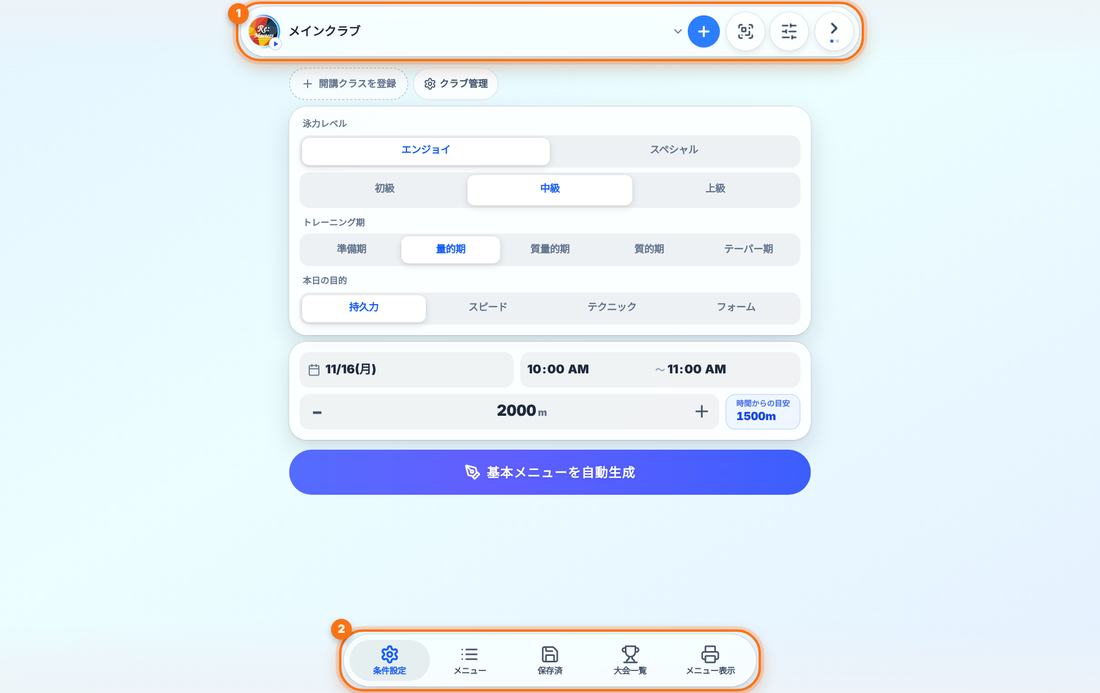 1
メインクラブ
開講クラスを登録
クラブ管理
泳力レベル
エンジョイ
スペシャル
初級
中級
上級
トレーニング期
準備期
量的期
質量的期
質的期
テーパー期
本日の目的
持久力
スピード
テクニック
フォーム
11/16(月)
10:00 AM
～11:00 AM
− 2000m +
時間からの目安
1500m
基本メニューを自動生成
2
条件設定
メニュー
保存済
大会一覧
メニュー表示